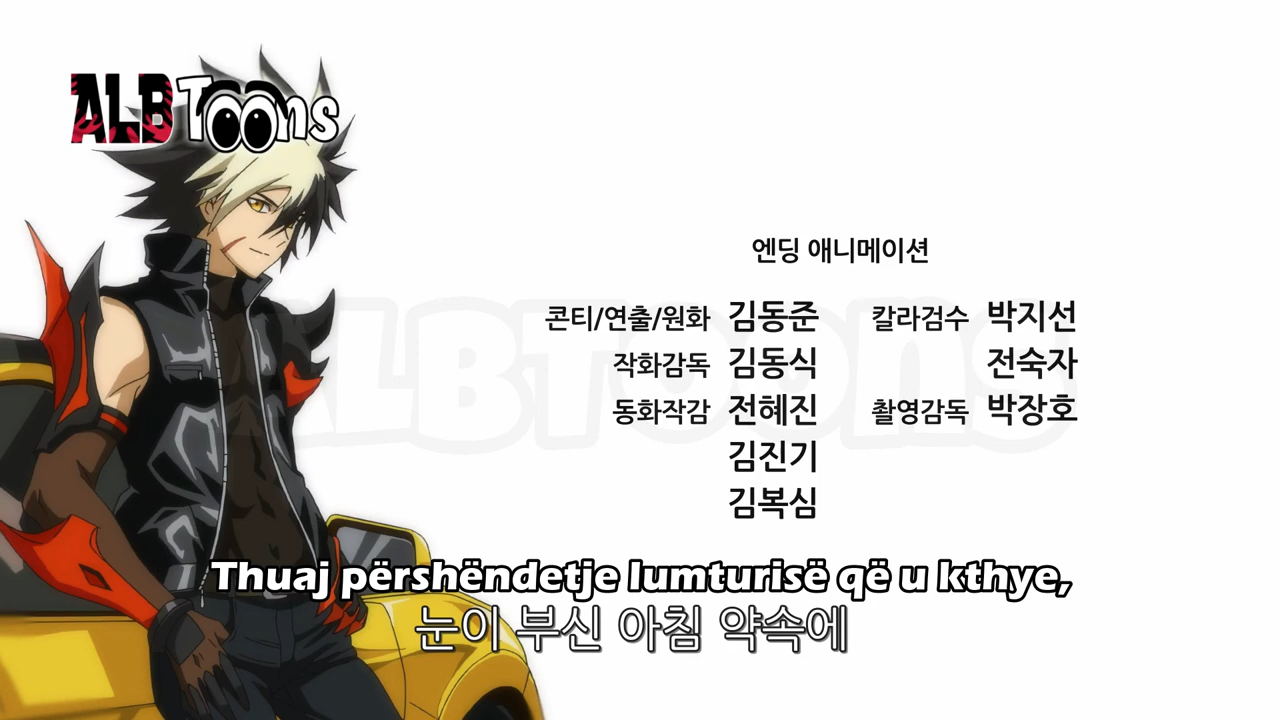 ALBToons
엔딩 애니메이션
콘티/연출/원화 김동준 칼라검수 박지선
작화감독 김동식 전숙자
동화작감 전혜진 촬영감독 박장호
김진기
김복심
ALBToons
Thuaj përshëndetje lumturisë që u kthye,
눈이 부신 아침 약속에